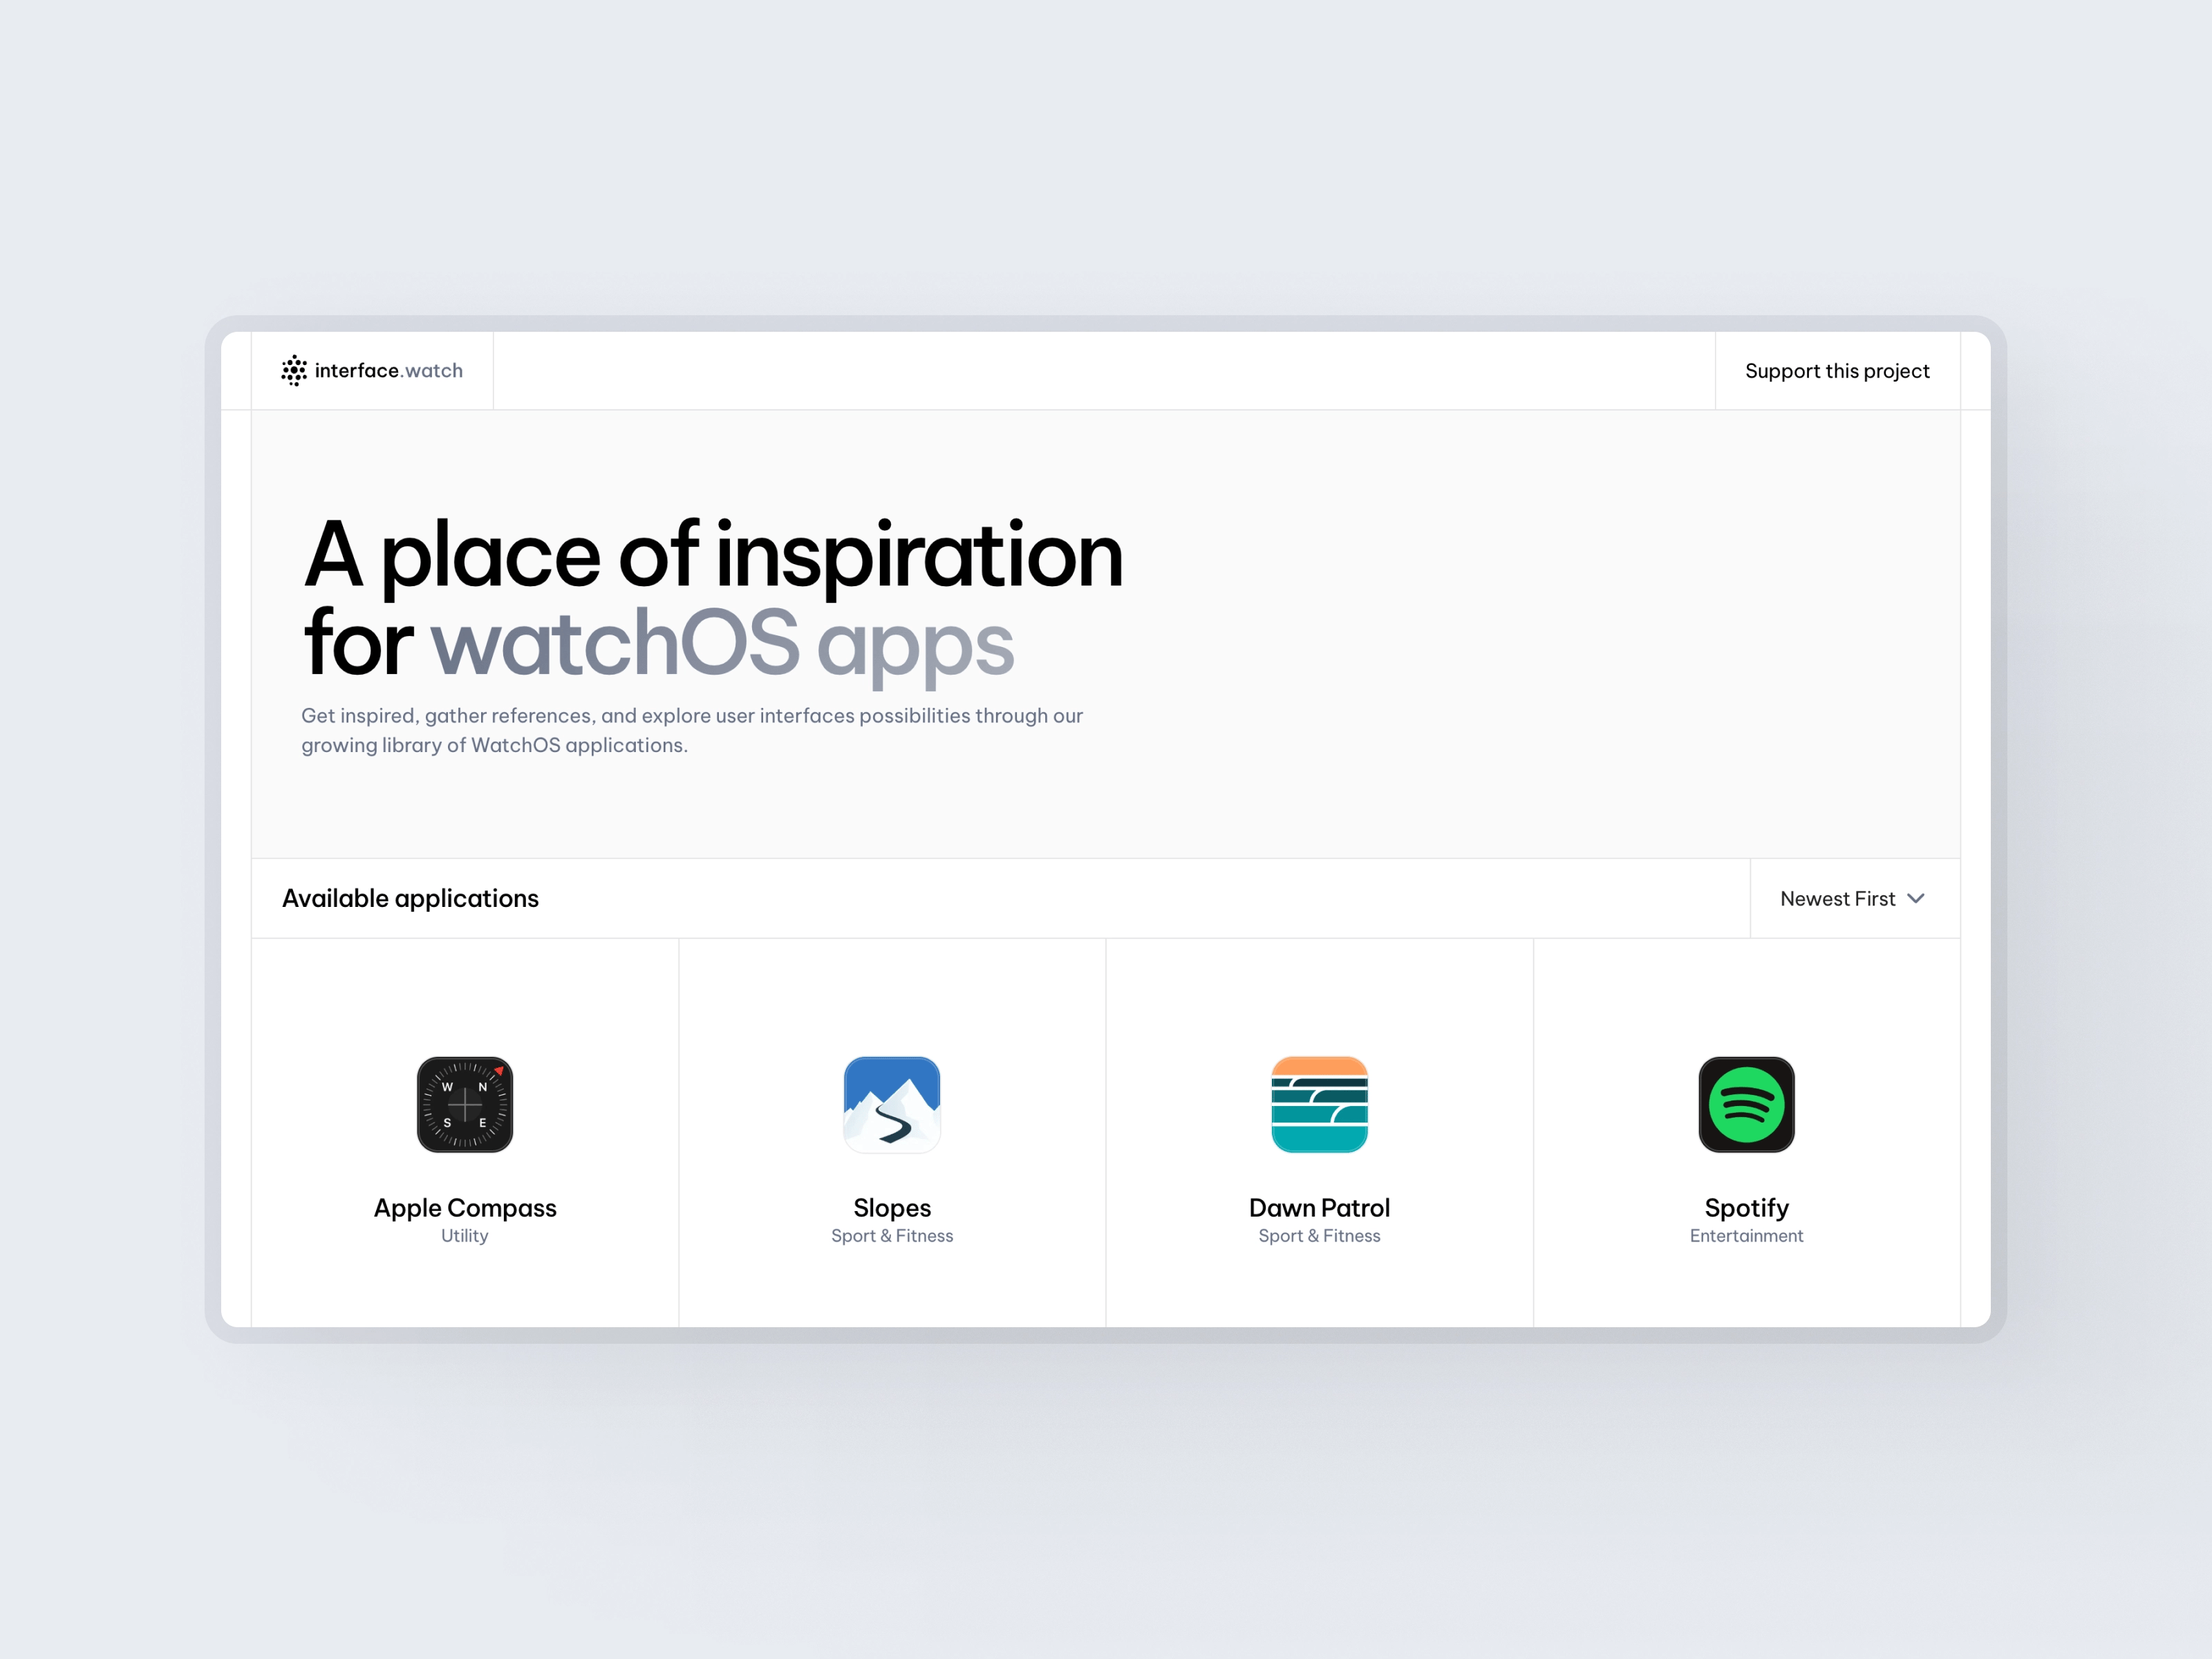 interface.watch
Support this project
A place of inspiration
for watchOS apps
Get inspired, gather references, and explore user interfaces possibilities through our
growing library of WatchOS applications.
Available applications
Newest First
W N
S E
Apple Compass
Utility
Slopes
Sport & Fitness
Dawn Patrol
Sport & Fitness
Spotify
Entertainment